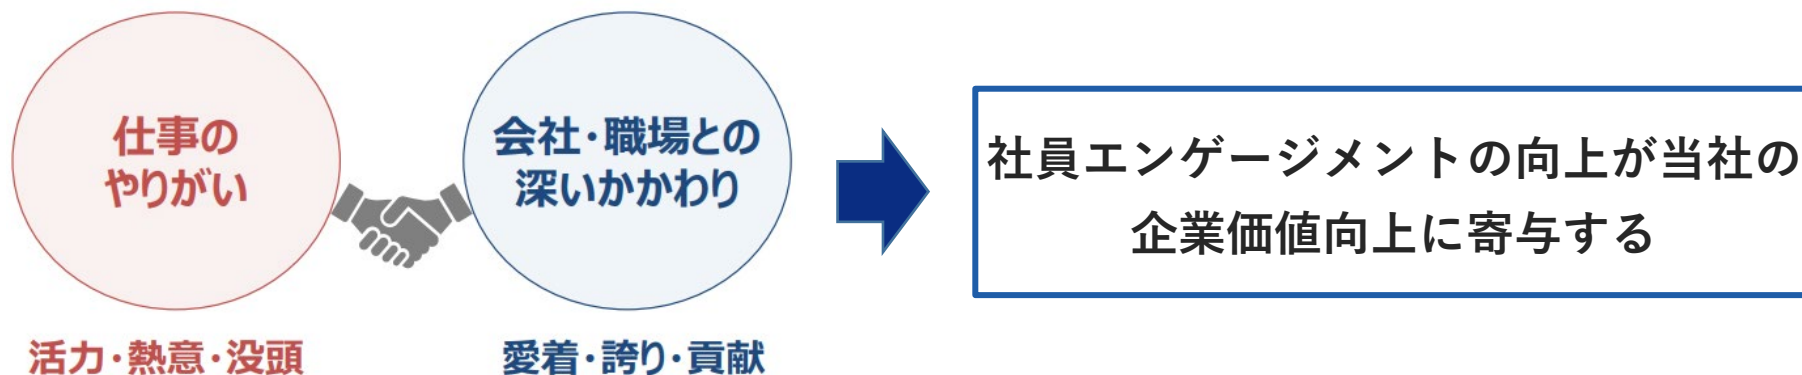 仕事の
やりがい
会社・職場との
深いかかわり
活力・熱意・没頭
愛着・誇り・貢献
社員エンゲージメントの向上が当社の
企業価値向上に寄与する